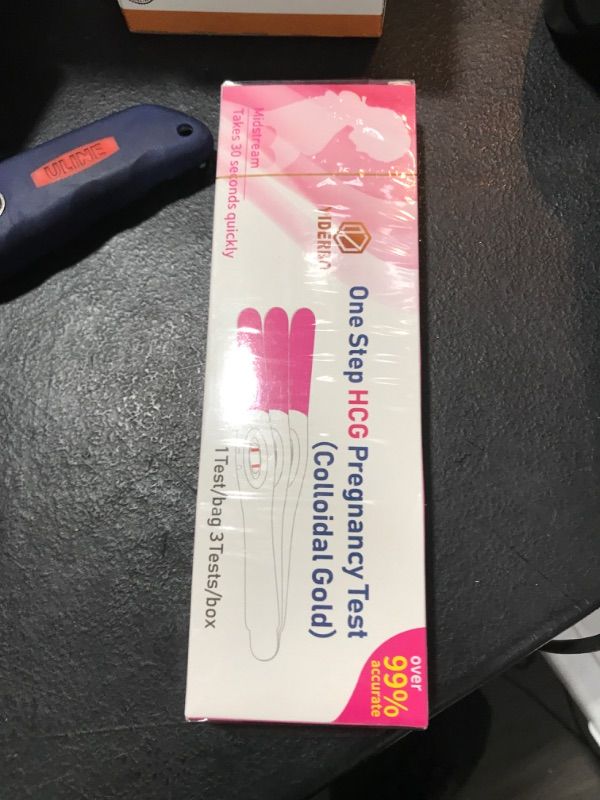 ULINE
Midstream
Takes 30 seconds quickly
One Step HCG Pregnancy Test
(Colloidal Gold)
1Test/bag 3Tests/box
over
99%
accurate